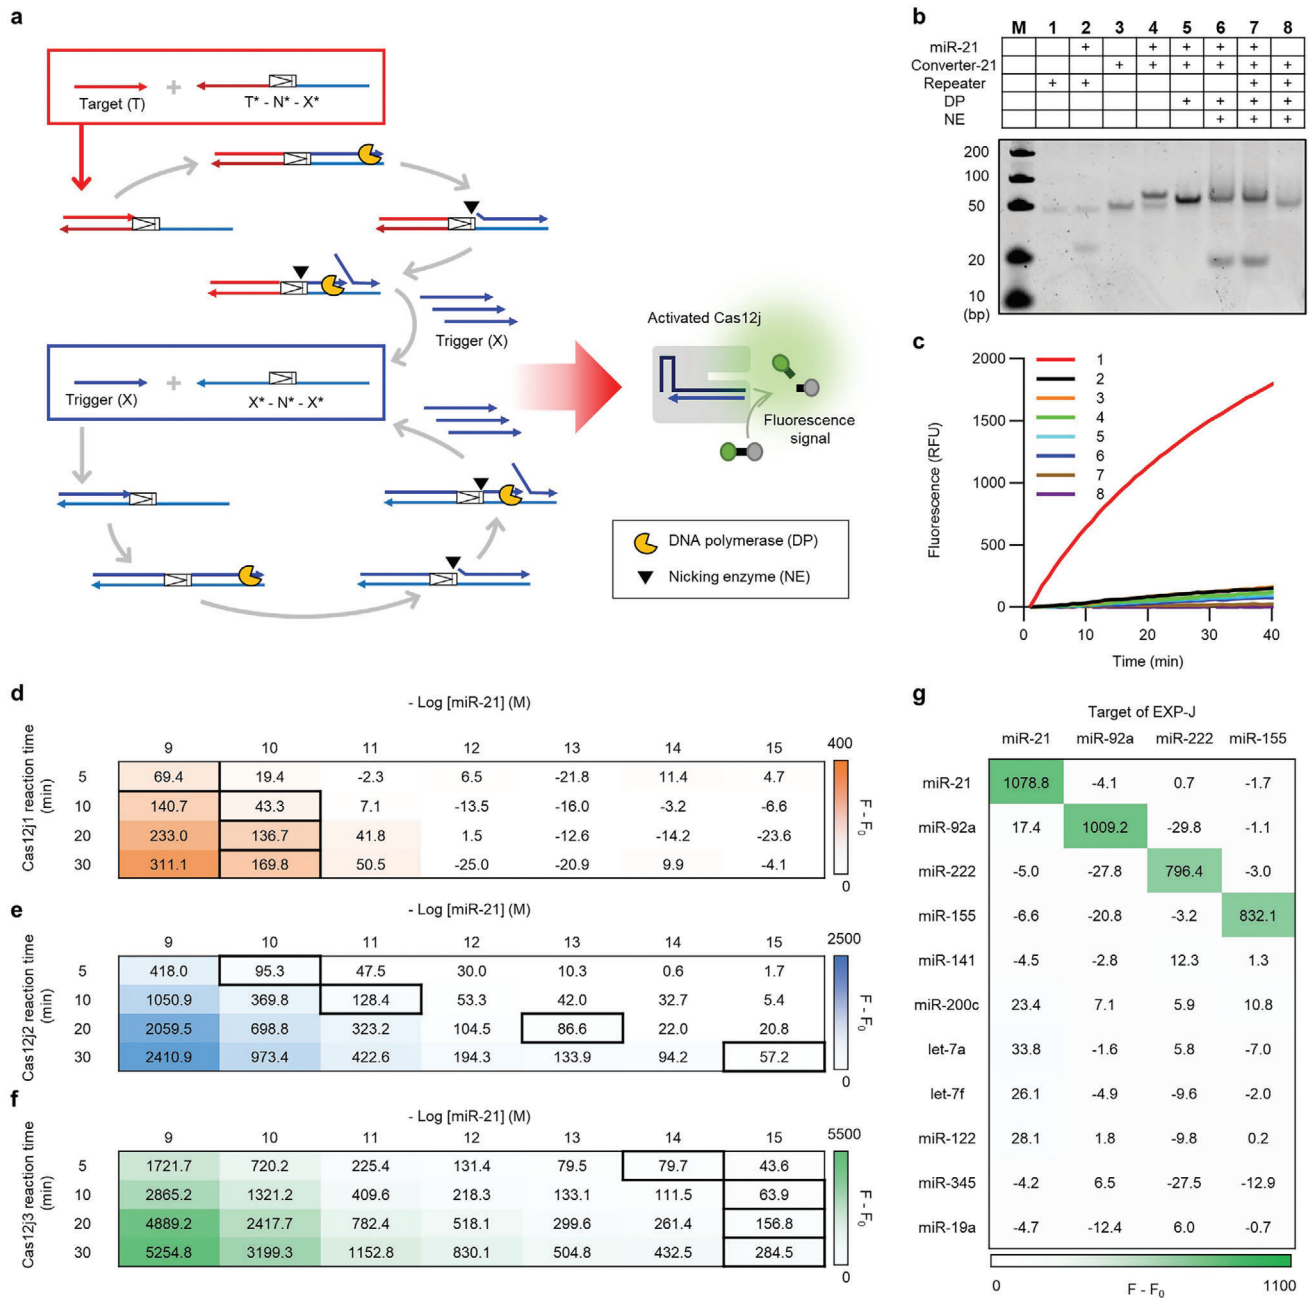 a
Target (T)
+
T* - N* - X*
Trigger (X)
Trigger (X)
+
X* - N* - X*
Activated Cas12j
Fluorescence
signal
DNA polymerase (DP)
Nicking enzyme (NE)
b
M 1 2 3 4 5 6 7 8
miR-21 + + + + +
Converter-21 + + + + + +
Repeater + + + +
DP + + + +
NE + + +
200
100
50
20
10
(bp)
c
2000
1500
1000
500
0
Fluorescence (RFU)
1
2
3
4
5
6
7
8
0 10 20 30 40
Time (min)
d
- Log [miR-21] (M)
Cas12j1 reaction time
(min)
9 10 11 12 13 14 15
5 69.4 19.4 -2.3 6.5 -21.8 11.4 4.7
10 140.7 43.3 7.1 -13.5 -16.0 -3.2 -6.6
20 233.0 136.7 41.8 1.5 -12.6 -14.2 -23.6
30 311.1 169.8 50.5 -25.0 -20.9 9.9 -4.1
400
F - F0
0
e
- Log [miR-21] (M)
Cas12j2 reaction time
(min)
9 10 11 12 13 14 15
5 418.0 95.3 47.5 30.0 10.3 0.6 1.7
10 1050.9 369.8 128.4 53.3 42.0 32.7 5.4
20 2059.5 698.8 323.2 104.5 86.6 22.0 20.8
30 2410.9 973.4 422.6 194.3 133.9 94.2 57.2
2500
F - F0
0
f
- Log [miR-21] (M)
Cas12j3 reaction time
(min)
9 10 11 12 13 14 15
5 1721.7 720.2 225.4 131.4 79.5 79.7 43.6
10 2865.2 1321.2 409.6 218.3 133.1 111.5 63.9
20 4889.2 2417.7 782.4 518.1 299.6 261.4 156.8
30 5254.8 3199.3 1152.8 830.1 504.8 432.5 284.5
5500
F - F0
0
g
Target of EXP-J
miR-21 miR-92a miR-222 miR-155
miR-21 1078.8 -4.1 0.7 -1.7
miR-92a 17.4 1009.2 -29.8 -1.1
miR-222 -5.0 -27.8 796.4 -3.0
miR-155 -6.6 -20.8 -3.2 832.1
miR-141 -4.5 -2.8 12.3 1.3
miR-200c 23.4 7.1 5.9 10.8
let-7a 33.8 -1.6 5.8 -7.0
let-7f 26.1 -4.9 -9.6 -2.0
miR-122 28.1 1.8 -9.8 0.2
miR-345 -4.2 6.5 -27.5 -12.9
miR-19a -4.7 -12.4 6.0 -0.7
0 F - F0 1100